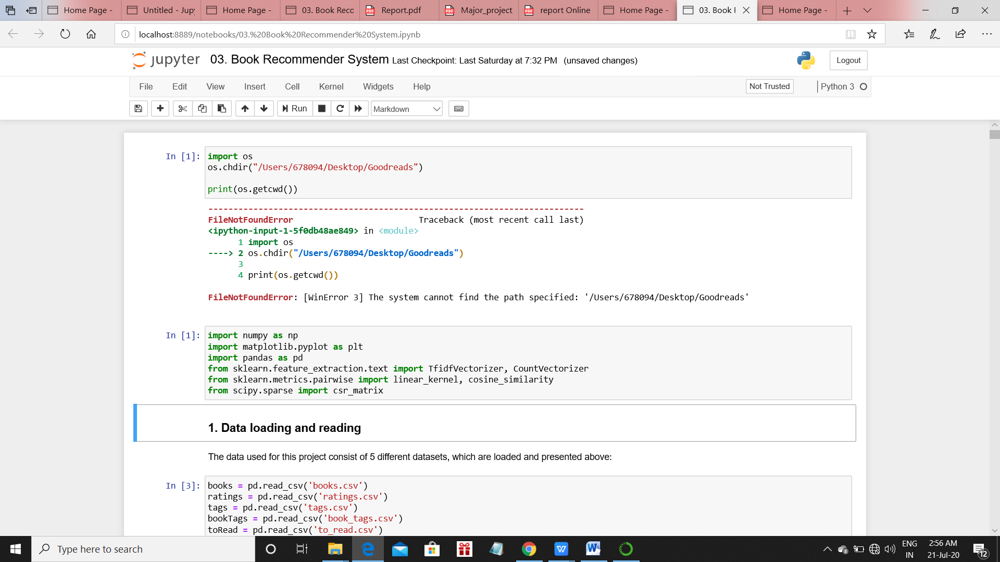 Home Page -
Untitled - Jupy
Home Page -
03. Book Reco
Report.pdf
Major_project
report Online
Home Page -
03. Book
Home Page -
localhost:8889/notebooks/03.%20Book%20Recommender%20System.ipynb
jupyter 03. Book Recommender System Last Checkpoint: Last Saturday at 7:32 PM (unsaved changes)
Logout
File Edit View Insert Cell Kernel Widgets Help
Not Trusted
Python 3
Run
Markdown
In [1]: import os
os.chdir("/Users/678094/Desktop/Goodreads")
print(os.getcwd())
---------------------------------------------------------------------------
FileNotFoundError Traceback (most recent call last)
<ipython-input-1-5f0db48ae849> in <module>
1 import os
----> 2 os.chdir("/Users/678094/Desktop/Goodreads")
3
4 print(os.getcwd())
FileNotFoundError: [WinError 3] The system cannot find the path specified: '/Users/678094/Desktop/Goodreads'
In [1]: import numpy as np
import matplotlib.pyplot as plt
import pandas as pd
from sklearn.feature_extraction.text import TfidfVectorizer, CountVectorizer
from sklearn.metrics.pairwise import linear_kernel, cosine_similarity
from scipy.sparse import csr_matrix
1. Data loading and reading
The data used for this project consist of 5 different datasets, which are loaded and presented above:
In [3]: books = pd.read_csv('books.csv')
ratings = pd.read_csv('ratings.csv')
tags = pd.read_csv('tags.csv')
bookTags = pd.read_csv('book_tags.csv')
toRead = pd.read_csv('to_read.csv')
Type here to search
ENG
IN
2:56 AM
21-Jul-20
12